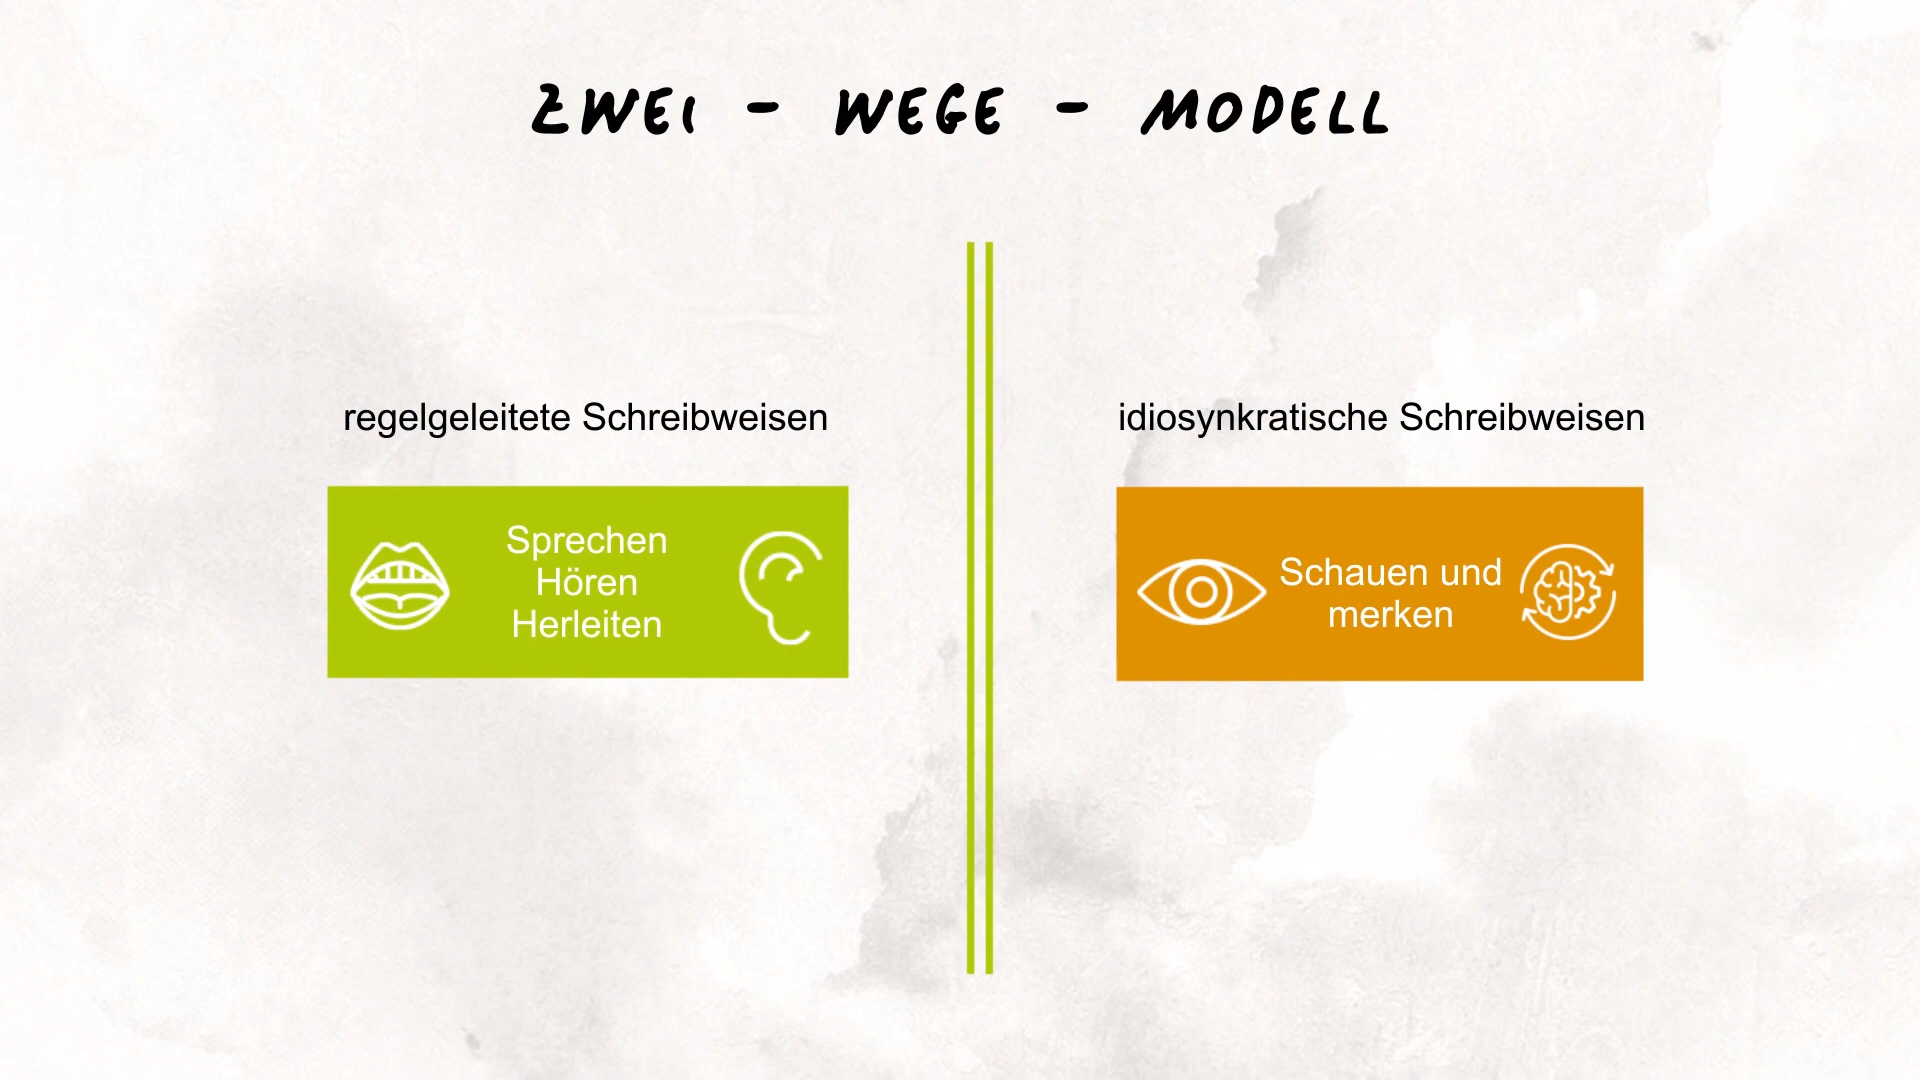 ZWEI - WEGE - MODELL
regelgeleitete Schreibweisen
Sprechen
Hören
Herleiten
idiosynkratische Schreibweisen
Schauen und
merken